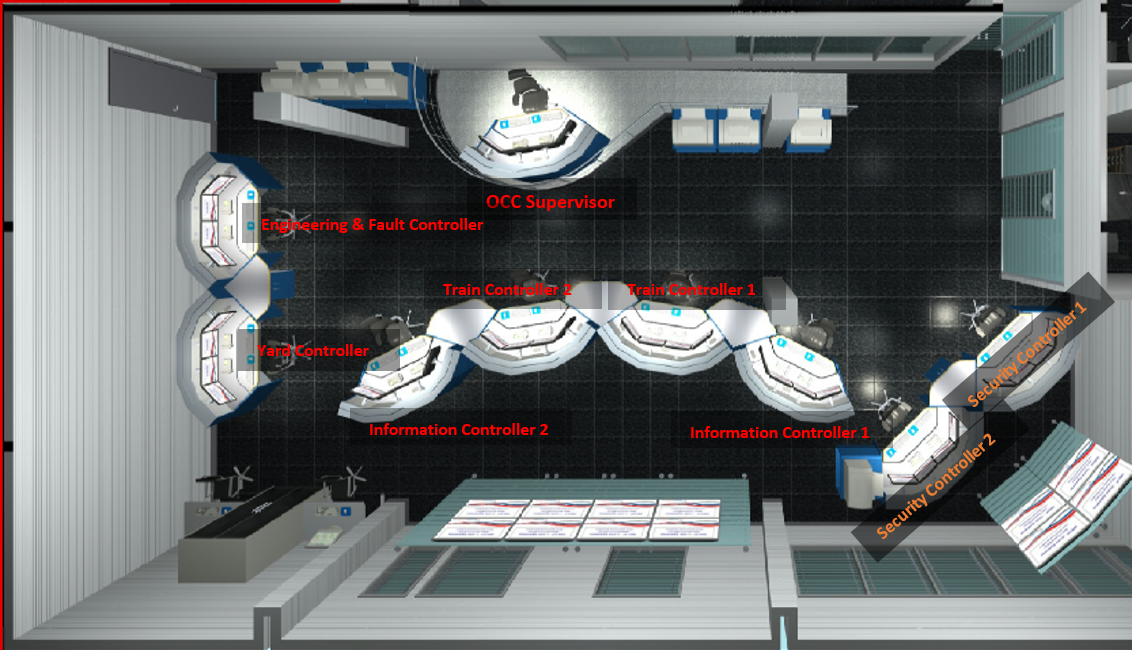 OCC Supervisor
Engineering & Fault Controller
Train Controller 2
Train Controller 1
Yard Controller
Security Controller 1
Information Controller 2
Information Controller 1
Security Controller 2